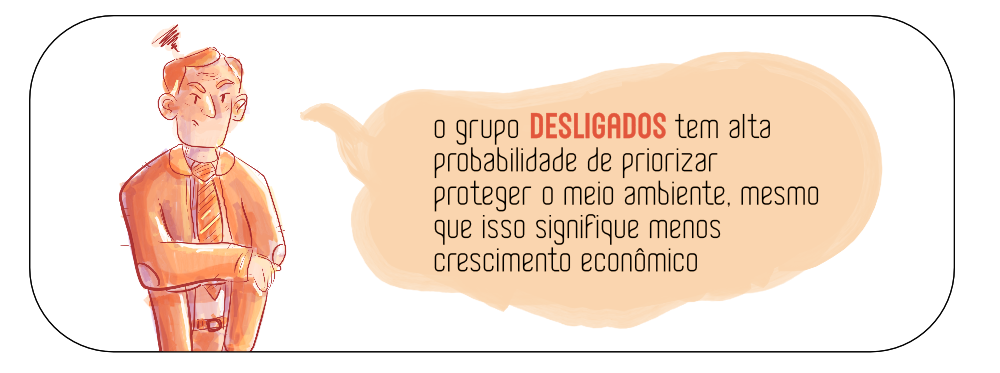 o grupo DESLIGADOS tem alta
probabilidade de priorizar
proteger o meio ambiente, mesmo
que isso signifique menos
crescimento econômico